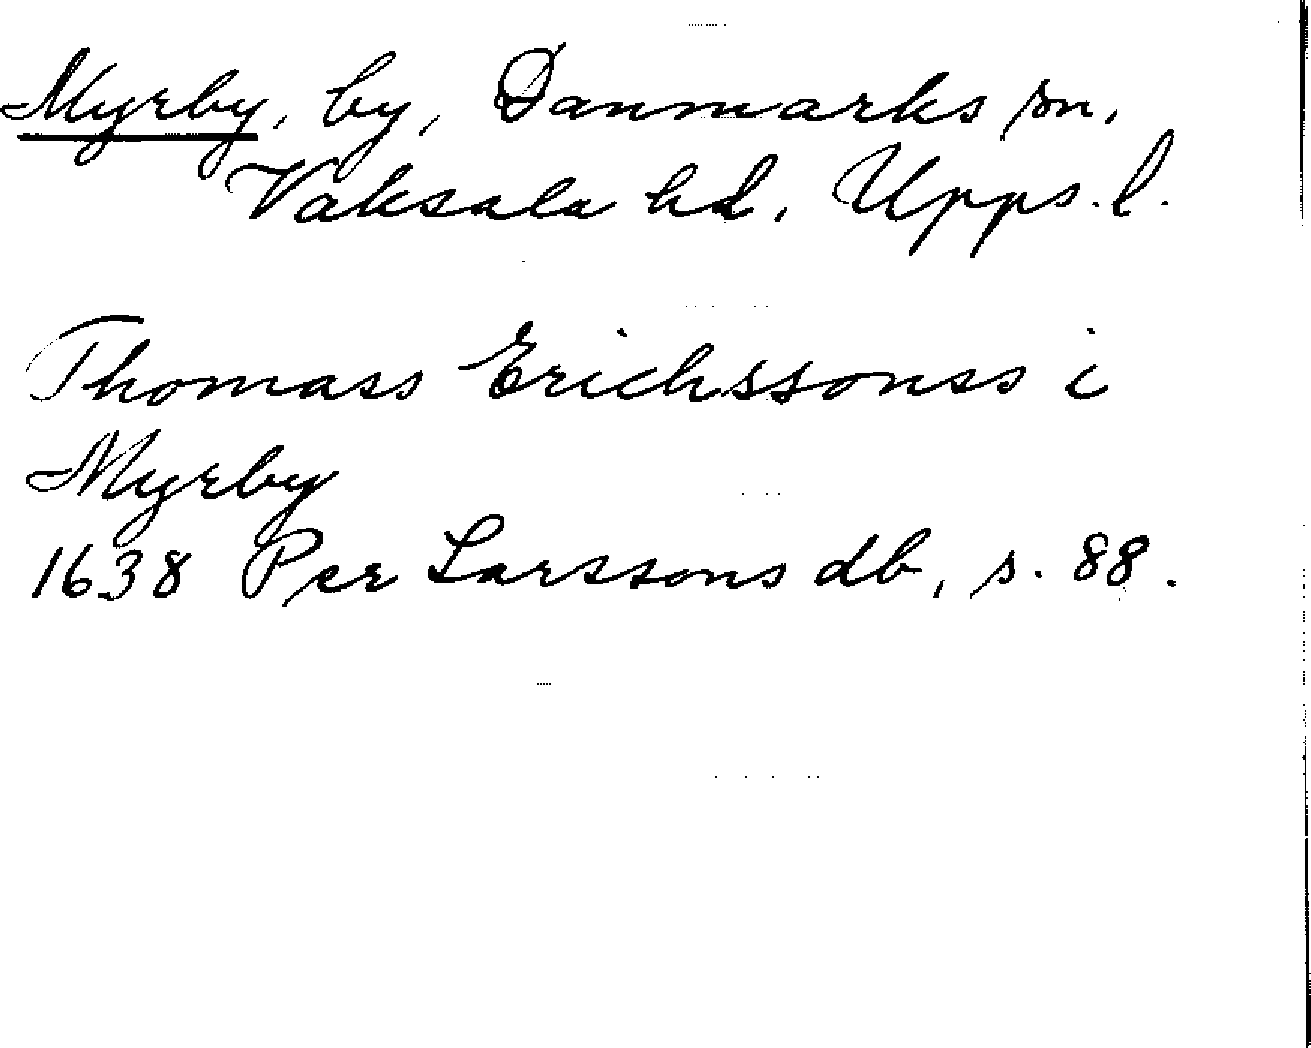 Myrby, by, Danmarks sn,
Vaksala hd, Upps. l.
Thomass Erichssonss i
Myrby
1638 Per Larssons db, s. 88.